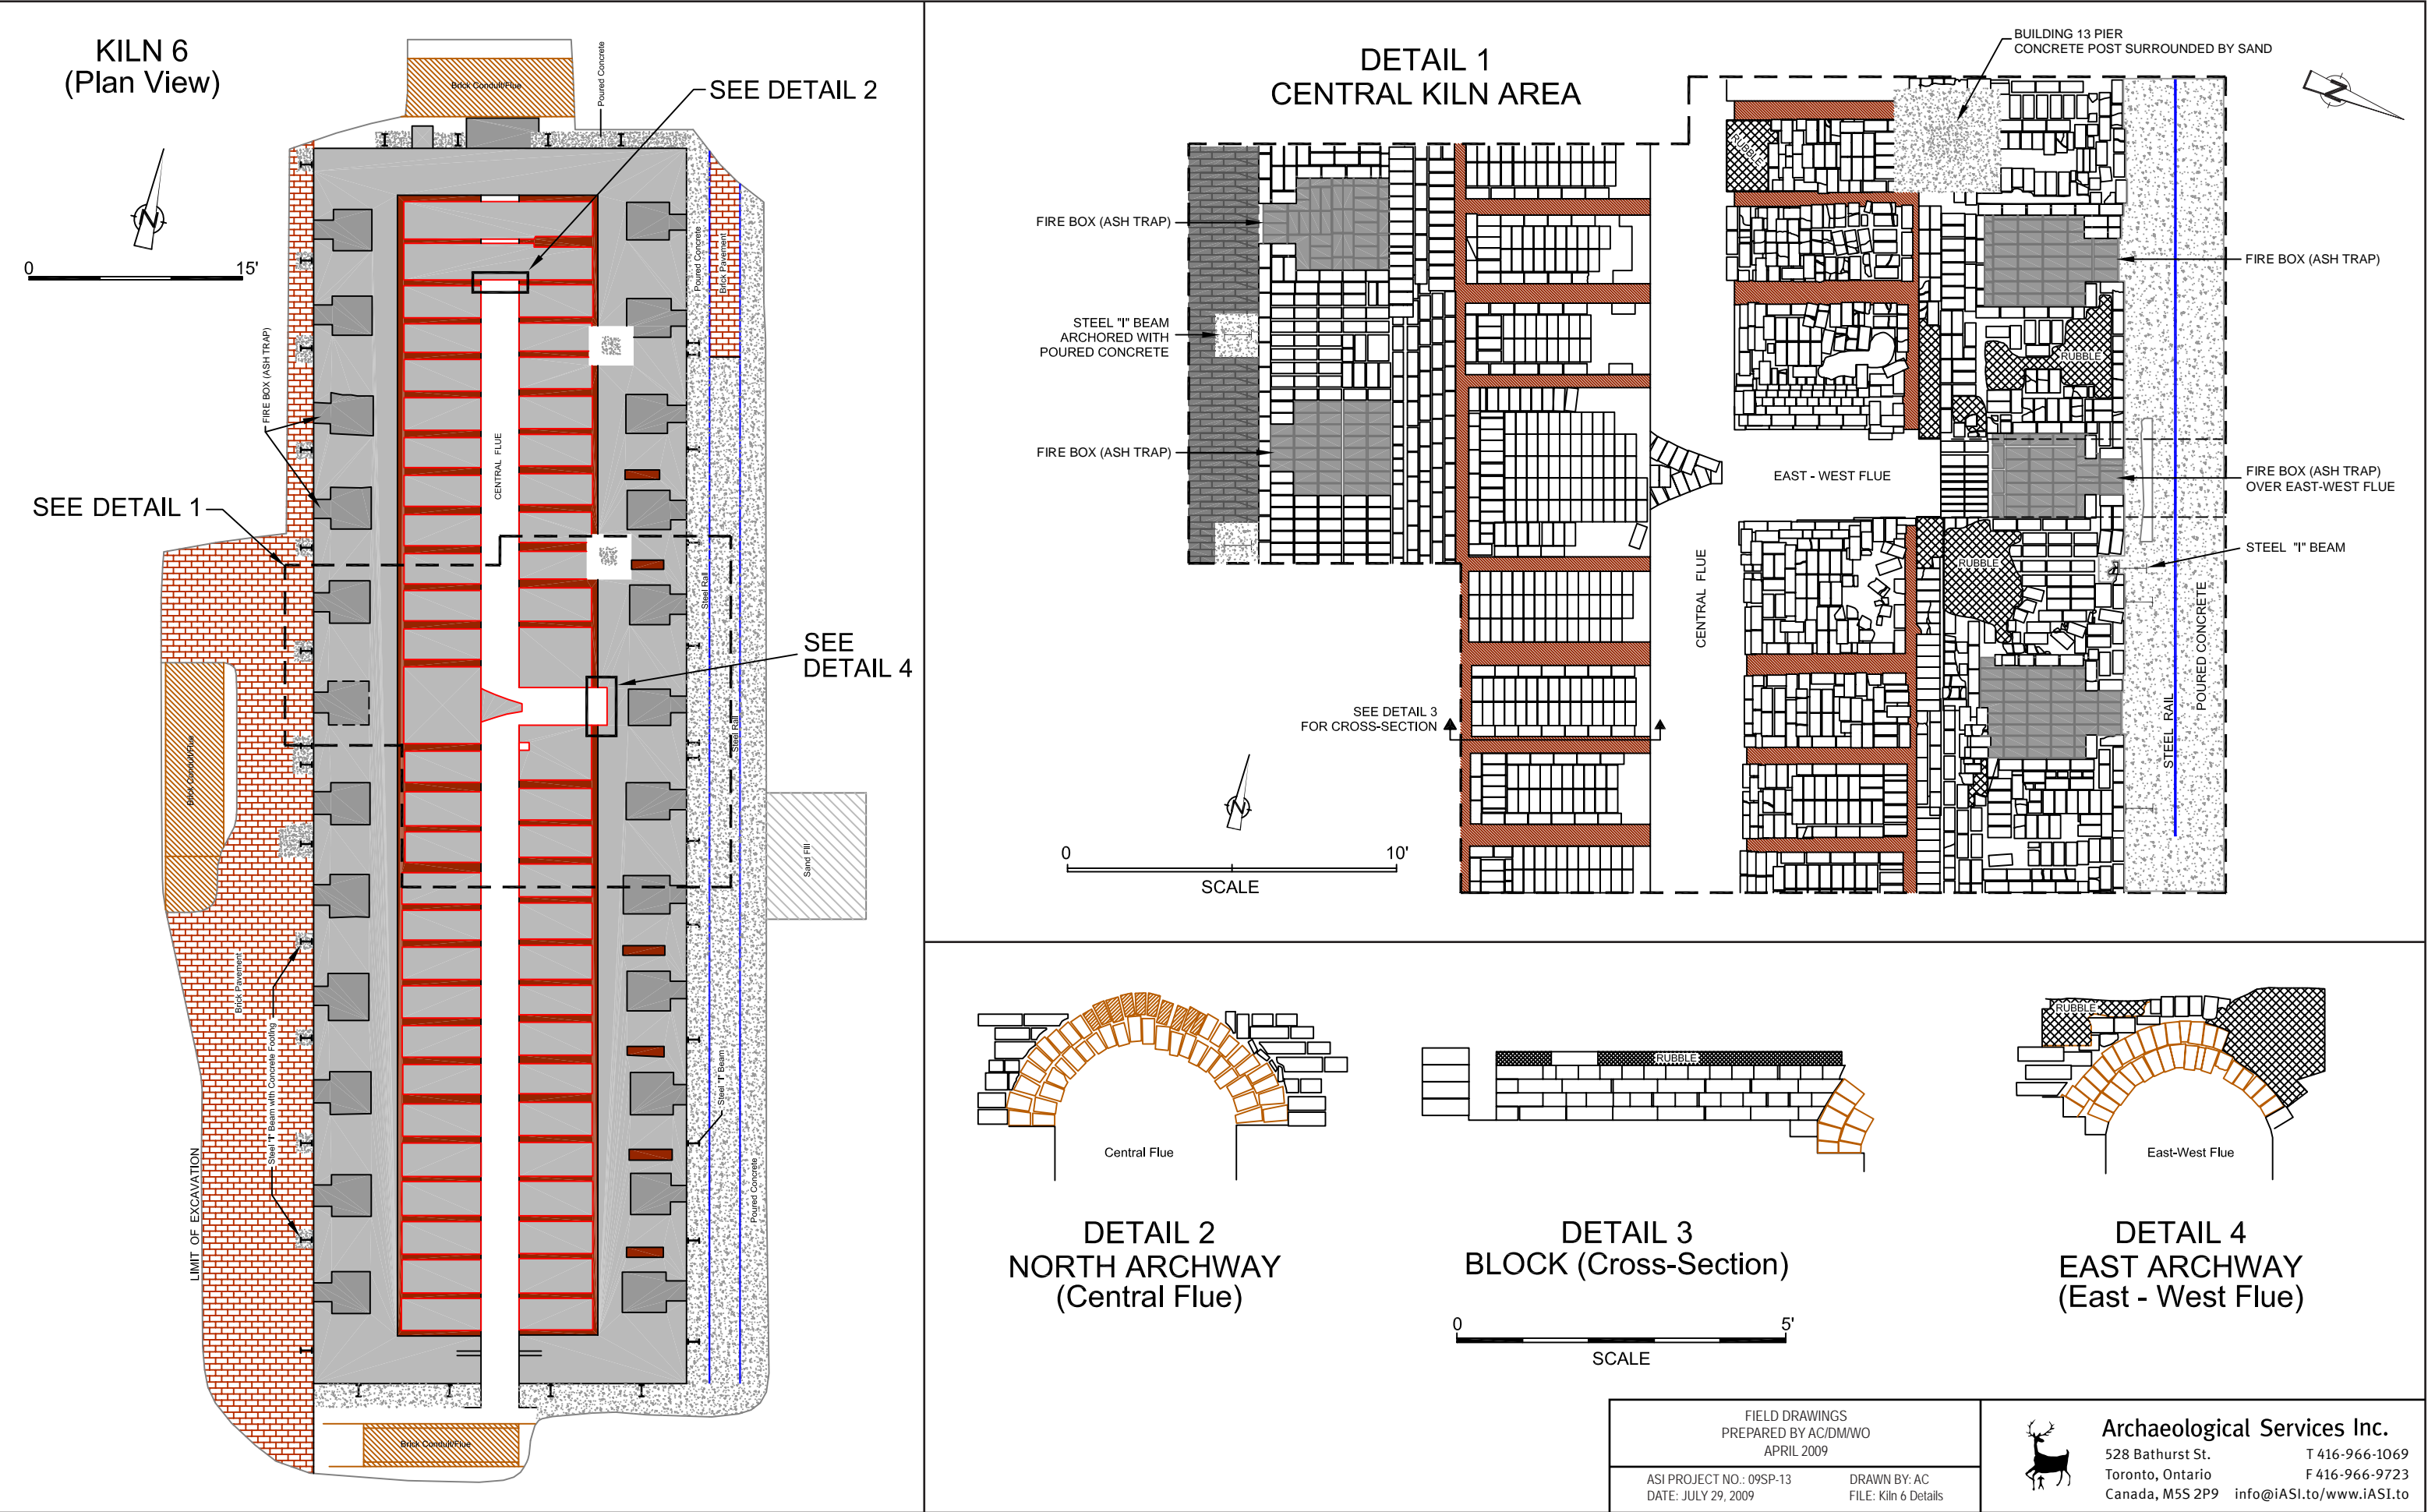 KILN 6
(Plan View)
N
0 15'
Brick Conduit/Flue
Poured Concrete
SEE DETAIL 2
FIRE BOX (ASH TRAP)
CENTRAL FLUE
Poured Concrete
Brick Pavement
SEE DETAIL 1
Steel Rail
SEE
DETAIL 4
Steel Rail
Brick Conduit/Flue
Sand Fill
Brick Pavement
Steel "I" Beam with Concrete Footing
LIMIT OF EXCAVATION
Steel "I" Beam
Poured Concrete
Brick Conduit/Flue
DETAIL 1
CENTRAL KILN AREA
BUILDING 13 PIER
CONCRETE POST SURROUNDED BY SAND
N
RUBBLE
FIRE BOX (ASH TRAP)
FIRE BOX (ASH TRAP)
STEEL "I" BEAM
ARCHORED WITH
POURED CONCRETE
RUBBLE
FIRE BOX (ASH TRAP)
EAST - WEST FLUE
FIRE BOX (ASH TRAP)
OVER EAST-WEST FLUE
STEEL "I" BEAM
RUBBLE
CENTRAL FLUE
POURED CONCRETE
STEEL RAIL
SEE DETAIL 3
FOR CROSS-SECTION
N
0 10'
SCALE
Central Flue
DETAIL 2
NORTH ARCHWAY
(Central Flue)
RUBBLE
DETAIL 3
BLOCK (Cross-Section)
0 5'
SCALE
RUBBLE
East-West Flue
DETAIL 4
EAST ARCHWAY
(East - West Flue)
FIELD DRAWINGS
PREPARED BY AC/DM/WO
APRIL 2009
ASI PROJECT NO.: 09SP-13 DRAWN BY: AC
DATE: JULY 29, 2009 FILE: Kiln 6 Details
Archaeological Services Inc.
528 Bathurst St. T 416-966-1069
Toronto, Ontario F 416-966-9723
Canada, M5S 2P9 info@iASI.to/www.iASI.to